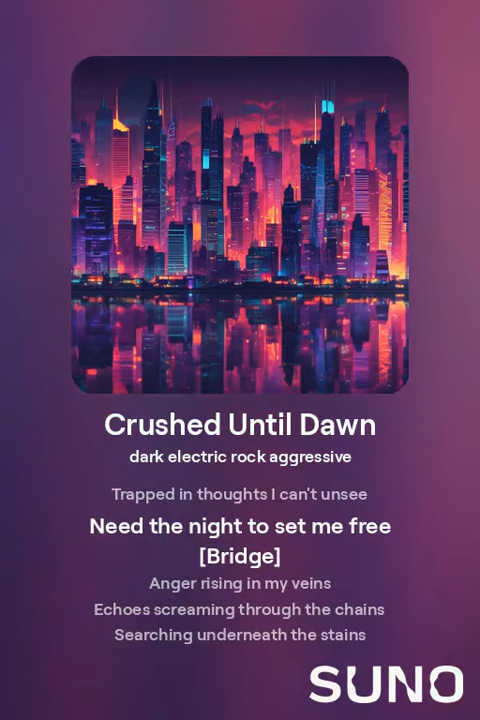 Crushed Until Dawn
dark electric rock aggressive
Trapped in thoughts I can't unsee
Need the night to set me free
[Bridge]
Anger rising in my veins
Echoes screaming through the chains
Searching underneath the stains
SUNO